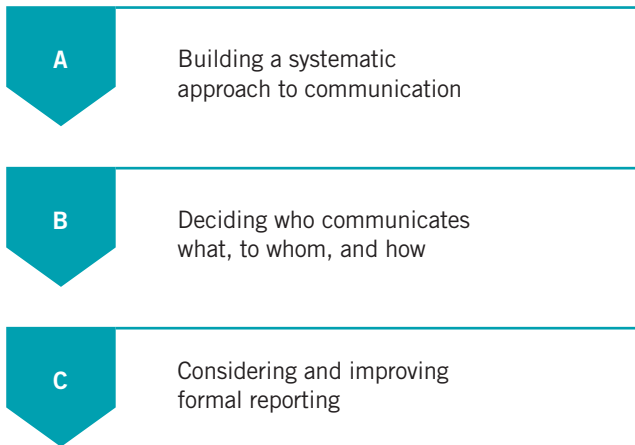 A
Building a systematic
approach to communication
B
Deciding who communicates
what, to whom, and how
C
Considering and improving
formal reporting